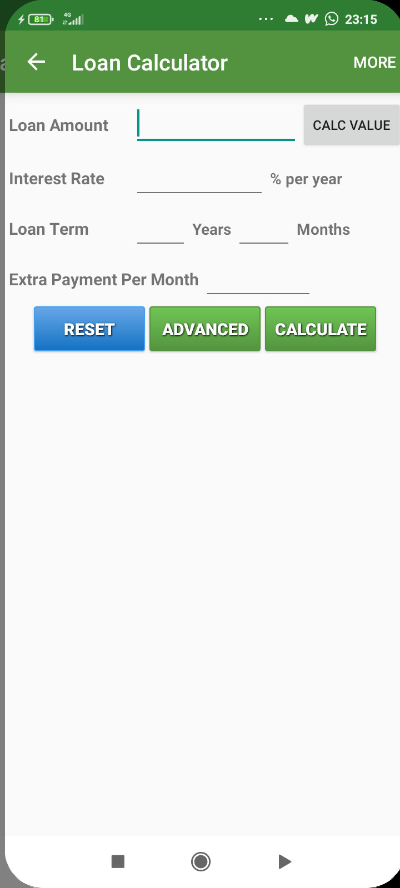 81 4G 23:15
Loan Calculator MORE
Loan Amount CALC VALUE
Interest Rate % per year
Loan Term Years Months
Extra Payment Per Month
RESET ADVANCED CALCULATE